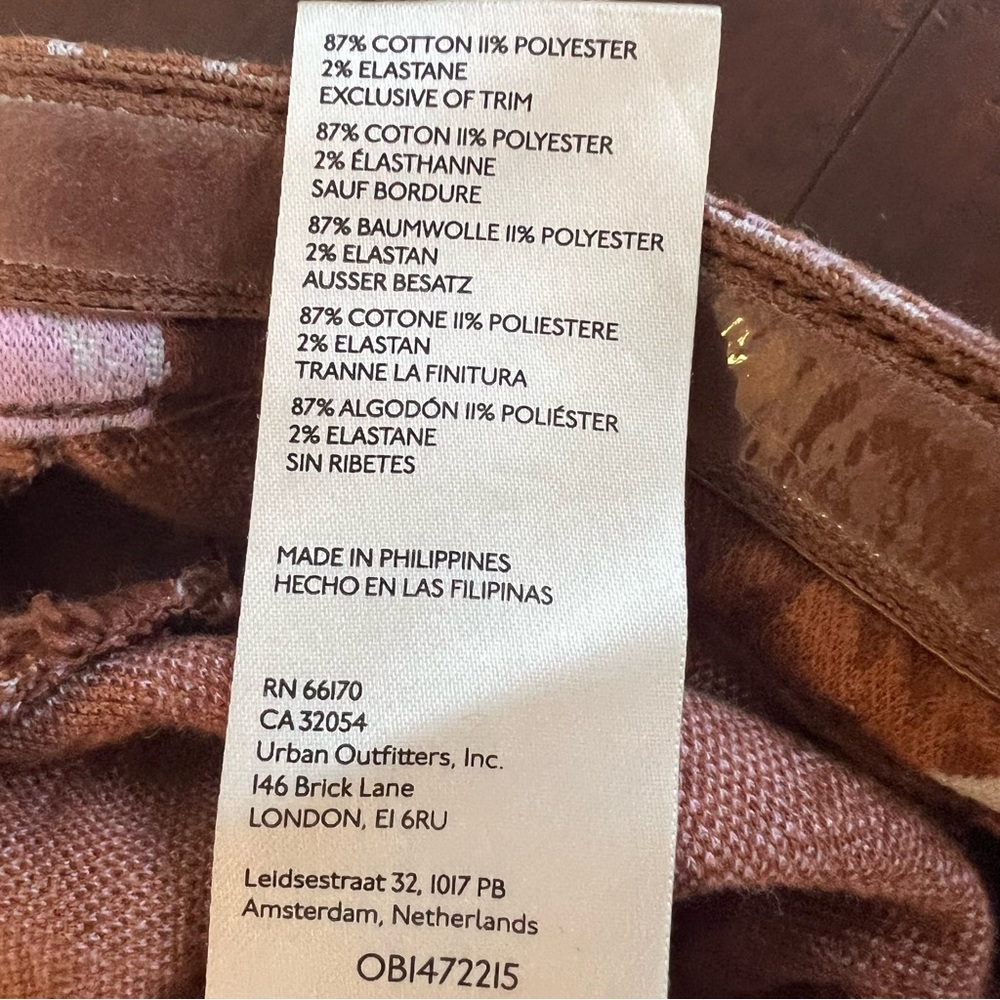 87% COTTON 11% POLYESTER
2% ELASTANE
EXCLUSIVE OF TRIM
87% COTON 11% POLYESTER
2% ÉLASTHANNE
SAUF BORDURE
87% BAUMWOLLE 11% POLYESTER
2% ELASTAN
AUSSER BESATZ
87% COTONE 11% POLIESTERE
2% ELASTAN
TRANNE LA FINITURA
87% ALGODÓN 11% POLIÉSTER
2% ELASTANE
SIN RIBETES
MADE IN PHILIPPINES
HECHO EN LAS FILIPINAS
RN 66170
CA 32054
Urban Outfitters, Inc.
146 Brick Lane
LONDON, E1 6RU
Leidsestraat 32, 1017 PB
Amsterdam, Netherlands
OB1472215